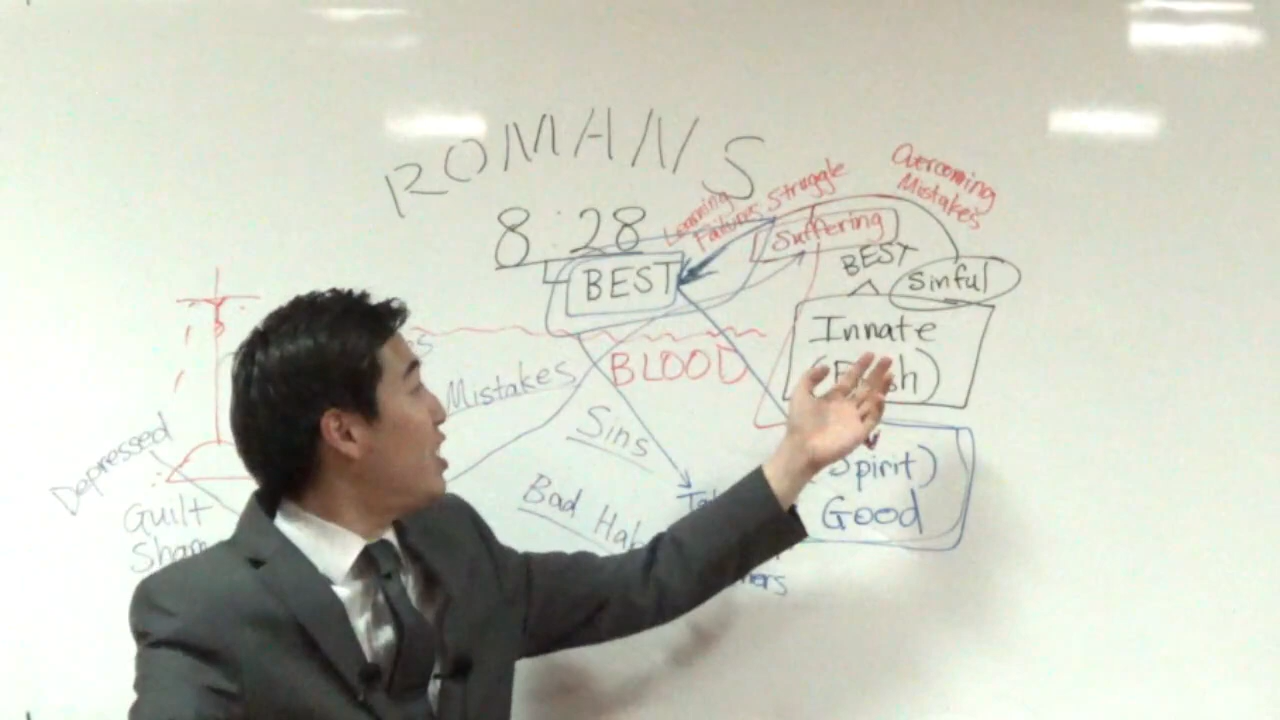 ROMANS
8:28
Learning
Failures
Struggle
Overcoming
Mistakes
Suffering
BEST
BEST
Sinful
Innate
BLOOD
Mistakes
Sins
Bad
Depressed
Guilt
Spirit)
Good